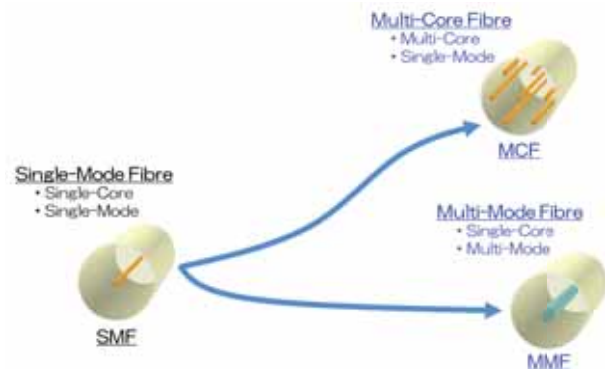 Multi-Core Fibre
• Multi-Core
• Single-Mode
MCF
Single-Mode Fibre
• Single-Core
• Single-Mode
SMF
Multi-Mode Fibre
• Single-Core
• Multi-Mode
MMF